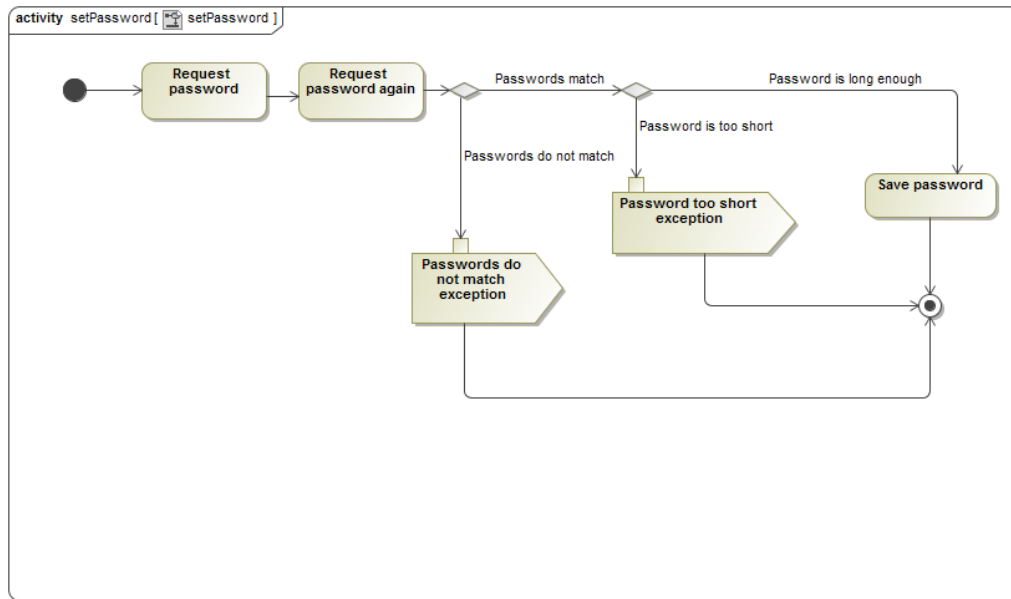 activity setPassword [ setPassword ]
Request
password
Request
password again
Passwords match
Password is long enough
Password is too short
Passwords do not match
Save password
Password too short
exception
Passwords do
not match
exception